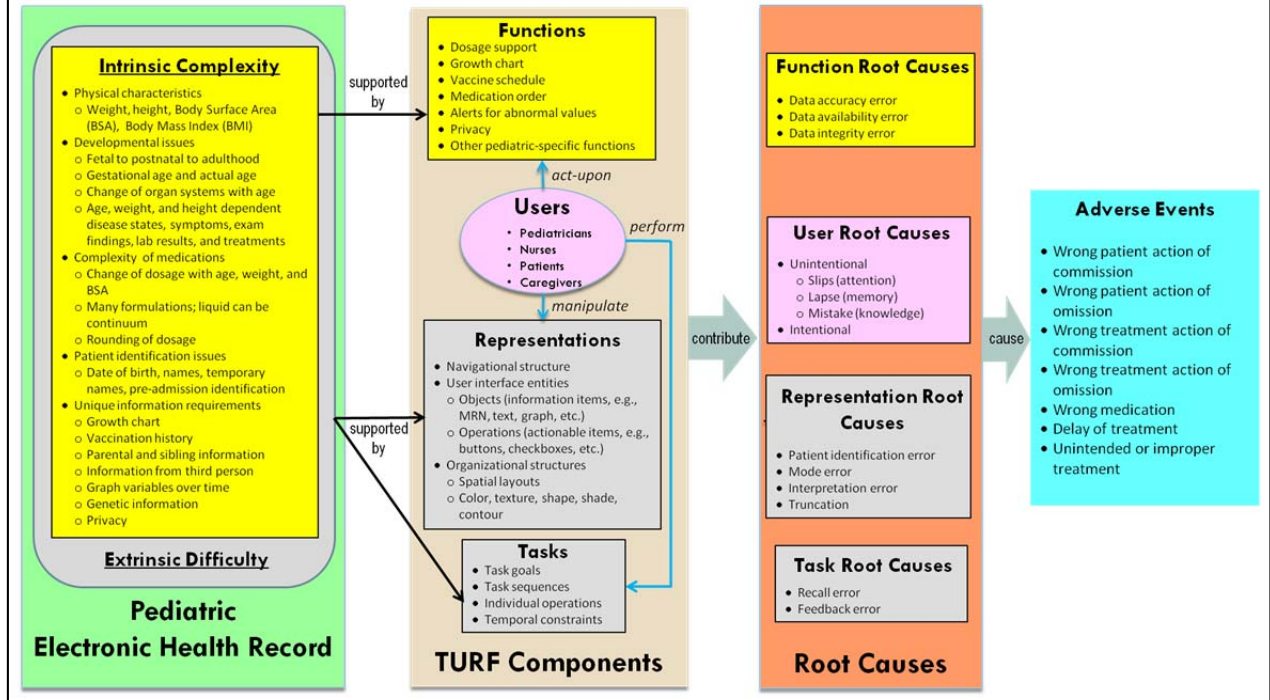 Intrinsic Complexity
• Physical characteristics
o Weight, height, Body Surface Area
(BSA), Body Mass Index (BMI)
• Developmental issues
o Fetal to postnatal to adulthood
o Gestational age and actual age
o Change of organ systems with age
o Age, weight, and height dependent
disease states, symptoms, exam
findings, lab results, and treatments
• Complexity of medications
o Change of dosage with age, weight, and
BSA
o Many formulations; liquid can be
continuum
o Rounding of dosage
• Patient identification issues
o Date of birth, names, temporary
names, pre-admission identification
• Unique information requirements
o Growth chart
o Vaccination history
o Parental and sibling information
o Information from third person
o Graph variables over time
o Genetic information
o Privacy
Extrinsic Difficulty
Pediatric
Electronic Health Record
supported
by
supported
by
Functions
• Dosage support
• Growth chart
• Vaccine schedule
• Medication order
• Alerts for abnormal values
• Privacy
• Other pediatric-specific functions
act-upon
Users
• Pediatricians
• Nurses
• Patients
• Caregivers
perform
manipulate
Representations
• Navigational structure
• User interface entities
o Objects (information items, e.g.,
MRN, text, graph, etc.)
o Operations (actionable items, e.g.,
buttons, checkboxes, etc.)
• Organizational structures
o Spatial layouts
o Color, texture, shape, shade,
contour
Tasks
• Task goals
• Task sequences
• Individual operations
• Temporal constraints
TURF Components
contribute
Function Root Causes
• Data accuracy error
• Data availability error
• Data integrity error
User Root Causes
• Unintentional
o Slips (attention)
o Lapse (memory)
o Mistake (knowledge)
• Intentional
Representation Root
Causes
• Patient identification error
• Mode error
• Interpretation error
• Truncation
Task Root Causes
• Recall error
• Feedback error
Root Causes
cause
Adverse Events
• Wrong patient action of
commission
• Wrong patient action of
omission
• Wrong treatment action of
commission
• Wrong treatment action of
omission
• Wrong medication
• Delay of treatment
• Unintended or improper
treatment